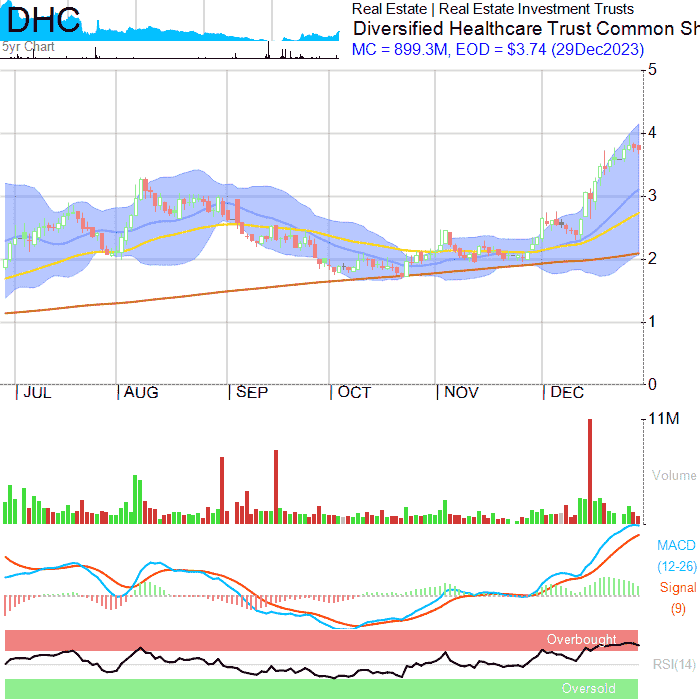 DHC
5yr Chart
Real Estate | Real Estate Investment Trusts
Diversified Healthcare Trust Common Sh
MC = 899.3M, EOD = $3.74 (29Dec2023)
5
4
3
2
1
0
JUL AUG SEP OCT NOV DEC
11M
Volume
MACD
(12-26)
Signal
(9)
Overbought
RSI(14)
Oversold